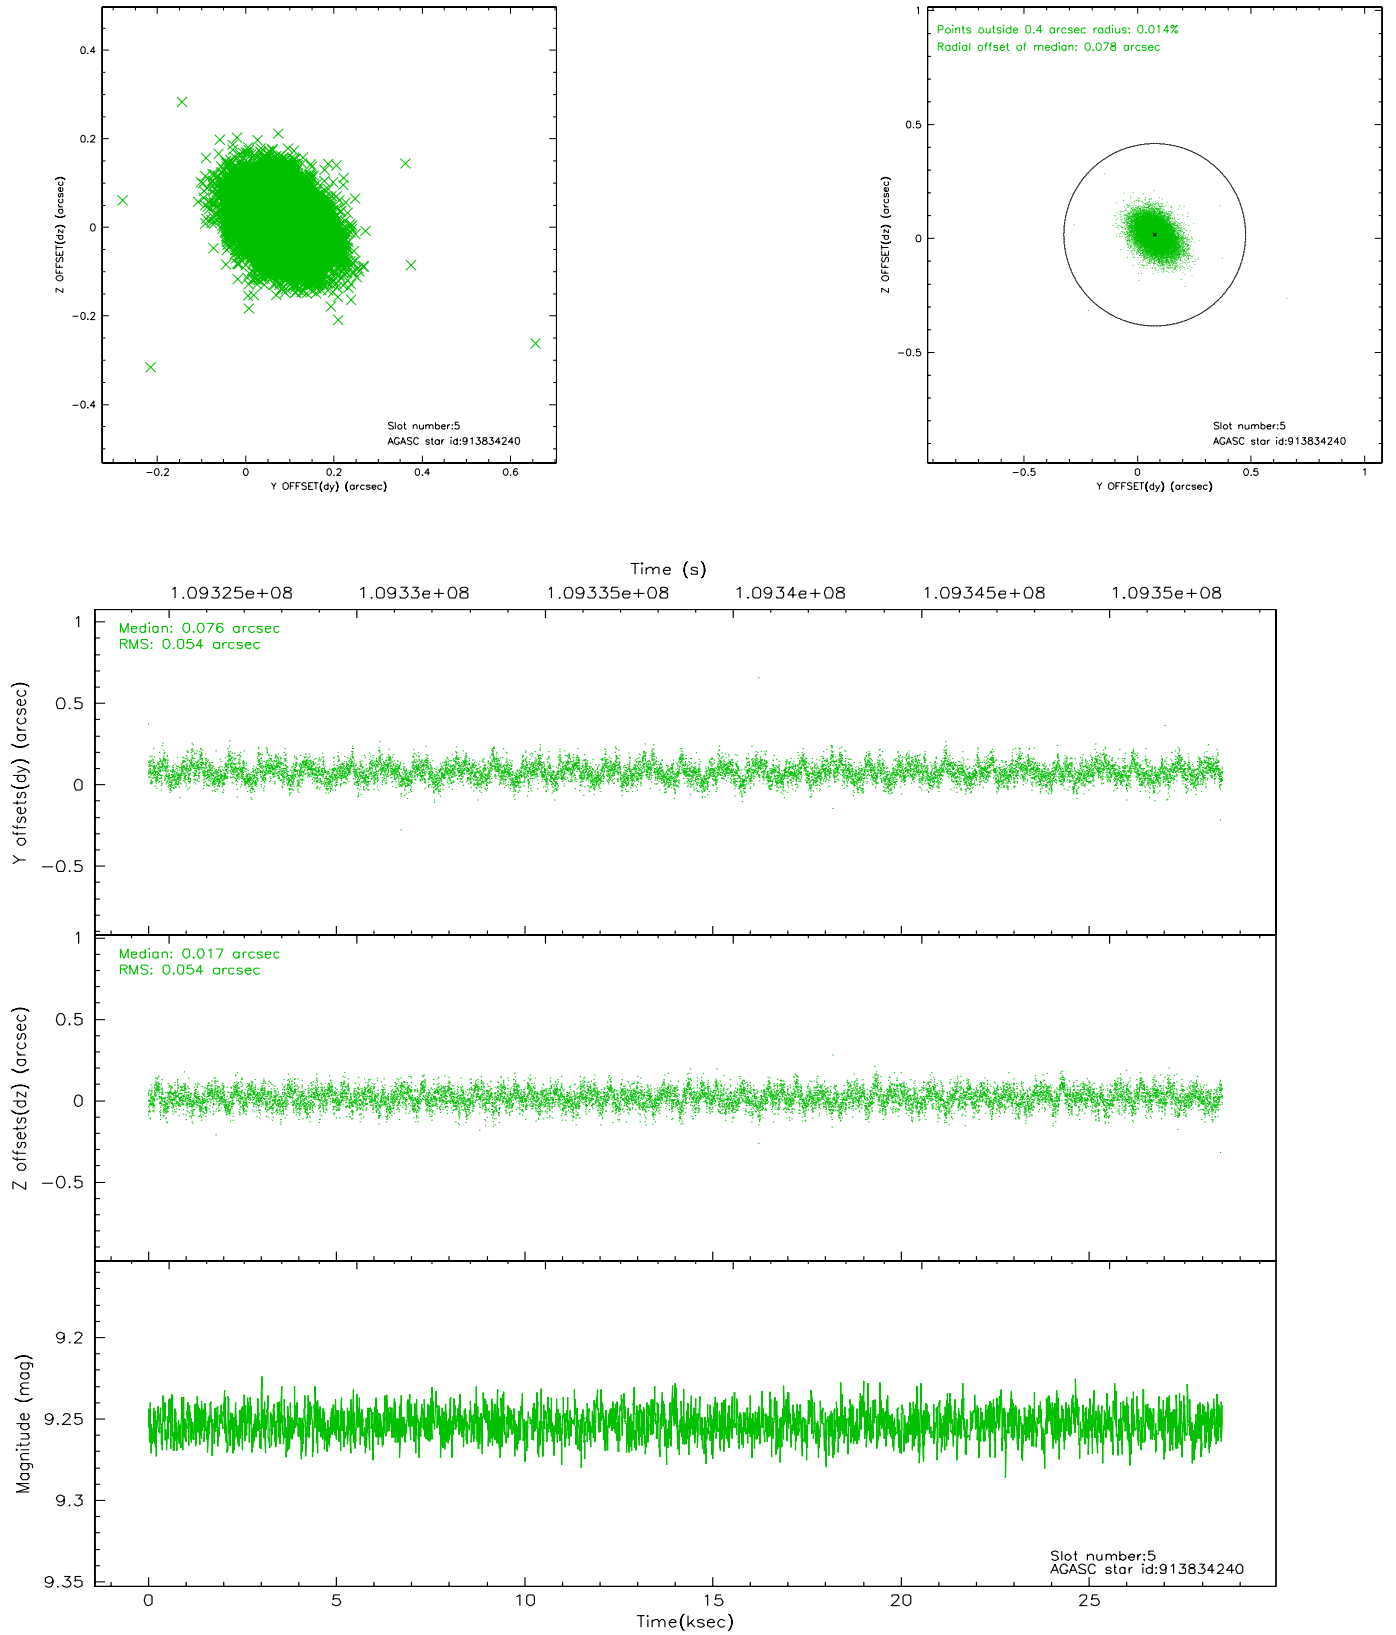 0.4
0.2
0
−0.2
−0.4
Z OFFSET(dz) (arcsec)
Slot number:5
AGASC star id:913834240
−0.2 0 0.2 0.4 0.6
Y OFFSET(dy) (arcsec)
Points outside 0.4 arcsec radius: 0.014%
Radial offset of median: 0.078 arcsec
1
0.5
0
−0.5
Z OFFSET(dz) (arcsec)
Slot number:5
AGASC star id:913834240
−0.5 0 0.5 1
Y OFFSET(dy) (arcsec)
Time (s)
1.09325e+08 1.0933e+08 1.09335e+08 1.0934e+08 1.09345e+08 1.0935e+08
Median: 0.076 arcsec
RMS: 0.054 arcsec
1
0.5
0
−0.5
Y offsets(dy) (arcsec)
Median: 0.017 arcsec
RMS: 0.054 arcsec
1
0.5
0
−0.5
Z offsets(dz) (arcsec)
9.2
9.25
9.3
9.35
Magnitude (mag)
Slot number:5
AGASC star id:913834240
0 5 10 15 20 25
Time(ksec)